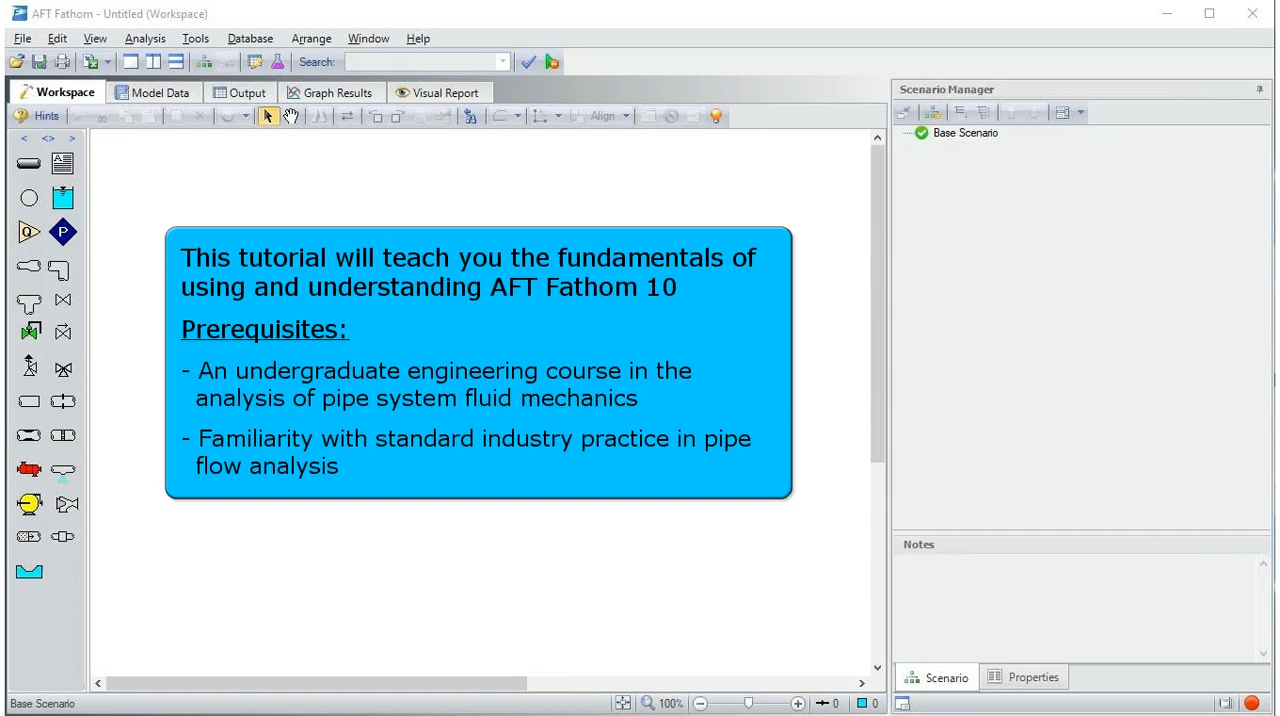 AFT Fathom - Untitled (Workspace)
File Edit View Analysis Tools Database Arrange Window Help
Search:
Workspace Model Data Output Graph Results Visual Report
Hints Align
< <> >
Q P
This tutorial will teach you the fundamentals of
using and understanding AFT Fathom 10
Prerequisites:
- An undergraduate engineering course in the
analysis of pipe system fluid mechanics
- Familiarity with standard industry practice in pipe
flow analysis
Scenario Manager
Base Scenario
Notes
Scenario Properties
Base Scenario 100% 0 0